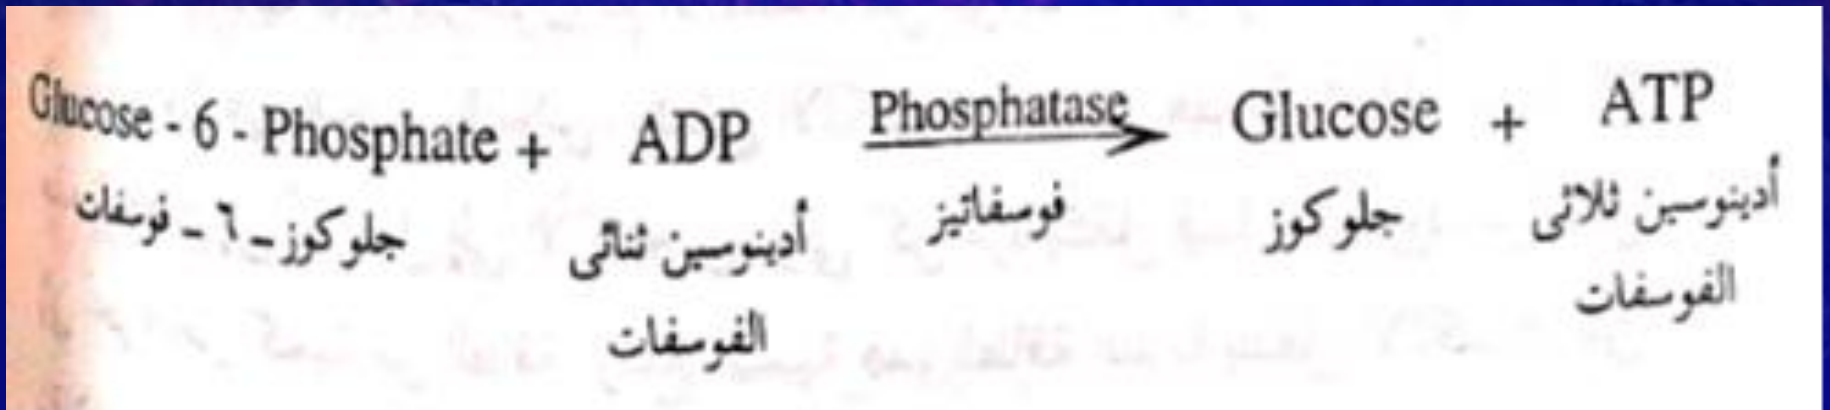 Glucose - 6 - Phosphate + ADP Phosphatase Glucose + ATP
جلوكوز - ٦ - فوسفات أدينوسين ثنائى فوسفاتيز جلوكوز أدينوسين ثلاثى
الفوسفات الفوسفات